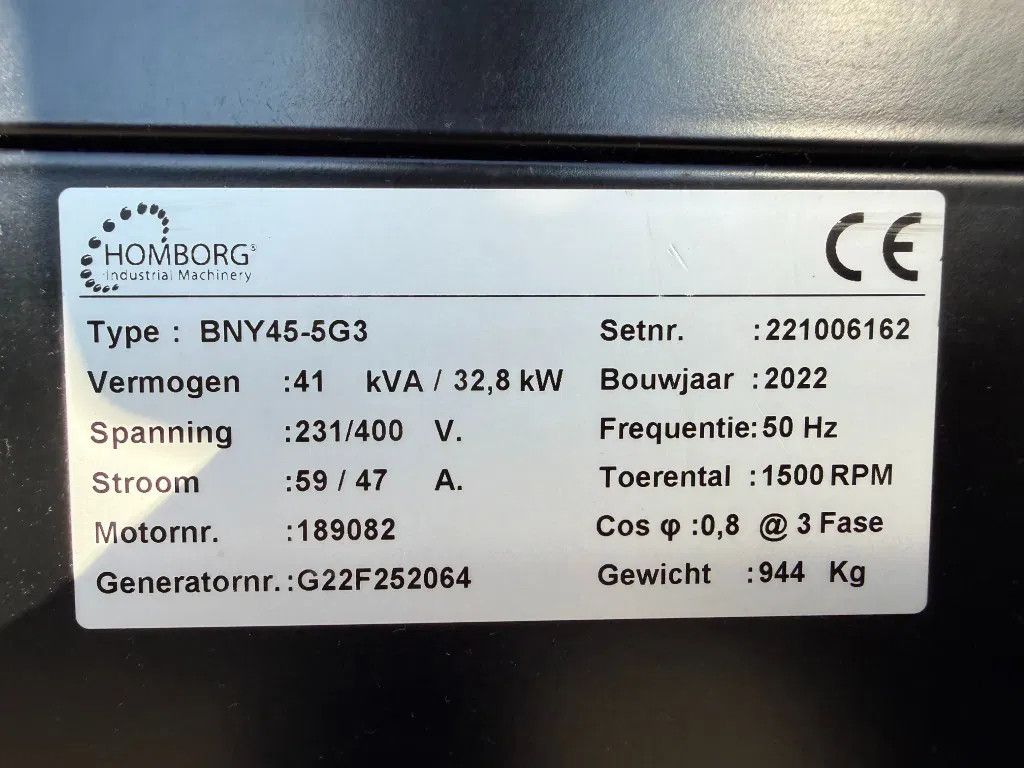 HOMBORG®
Industrial Machinery
CE
Type : BNY45-5G3
Setnr. :221006162
Vermogen :41 kVA / 32,8 kW
Bouwjaar :2022
Spanning :231/400 V.
Frequentie: 50 Hz
Stroom :59 / 47 A.
Toerental :1500 RPM
Motornr. :189082
Cos φ :0,8 @ 3 Fase
Generatornr. :G22F252064
Gewicht :944 Kg